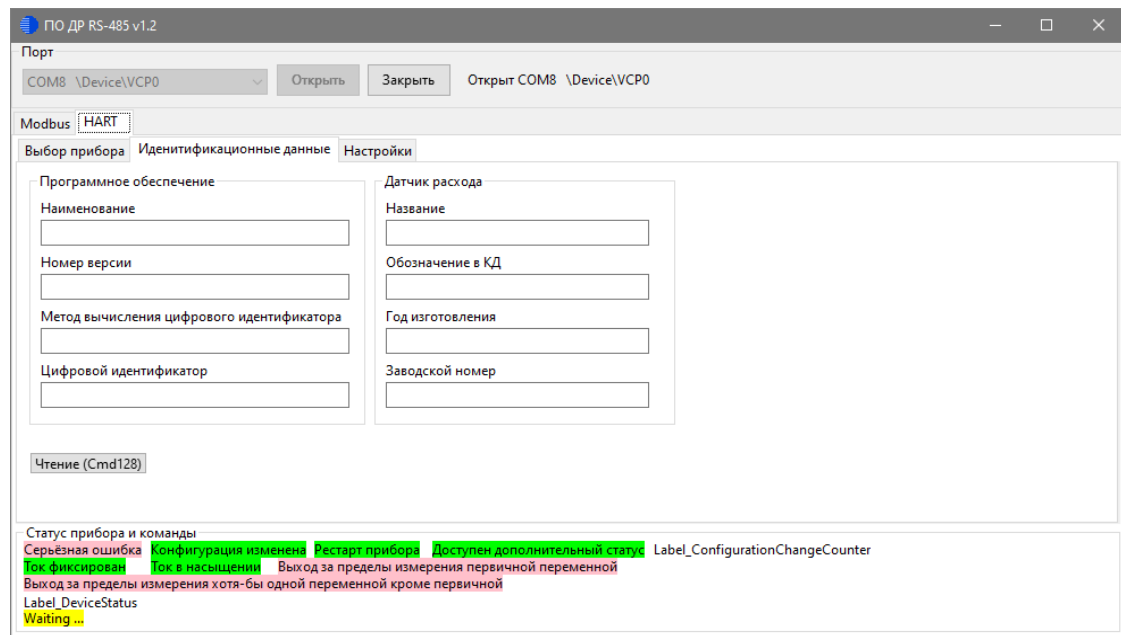 ПО ДР RS-485 v1.2
Порт
COM8 \Device\VCP0 Открыть Закрыть Открыт COM8 \Device\VCP0
Modbus HART
Выбор прибора Иденитификационные данные Настройки
Программное обеспечение Датчик расхода
Наименование Название
Номер версии Обозначение в КД
Метод вычисления цифрового идентификатора Год изготовления
Цифровой идентификатор Заводской номер
Чтение (Cmd128)
Статус прибора и команды
Серьёзная ошибка Конфигурация изменена Рестарт прибора Доступен дополнительный статус Label_ConfigurationChangeCounter
Ток фиксирован Ток в насыщении Выход за пределы измерения первичной переменной
Выход за пределы измерения хотя-бы одной переменной кроме первичной
Label_DeviceStatus
Waiting ...